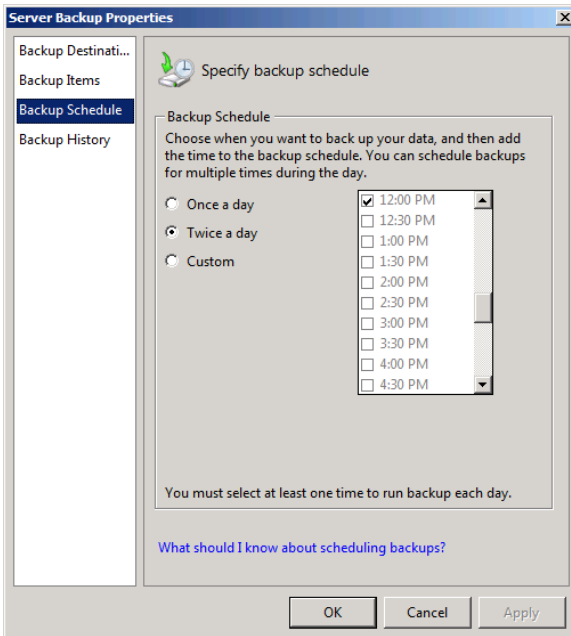 Server Backup Properties
Backup Destinati...
Backup Items
Backup Schedule
Backup History
Specify backup schedule
Backup Schedule
Choose when you want to back up your data, and then add
the time to the backup schedule. You can schedule backups
for multiple times during the day.
Once a day
Twice a day
Custom
12:00 PM
12:30 PM
1:00 PM
1:30 PM
2:00 PM
2:30 PM
3:00 PM
3:30 PM
4:00 PM
4:30 PM
You must select at least one time to run backup each day.
What should I know about scheduling backups?
OK
Cancel
Apply